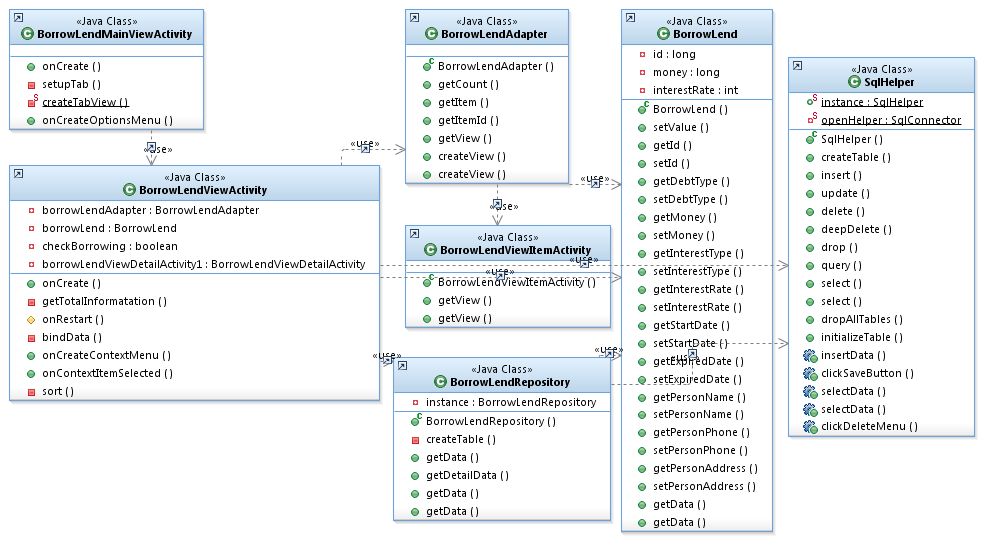 «Java Class»
BorrowLendMainViewActivity
onCreate ( )
setupTab ( )
createTabView ( )
onCreateOptionsMenu ( )
«use»
«Java Class»
BorrowLendViewActivity
borrowLendAdapter : BorrowLendAdapter
borrowLend : BorrowLend
checkBorrowing : boolean
borrowLendViewDetailActivity1 : BorrowLendViewDetailActivity
onCreate ( )
getTotalInformatation ( )
onRestart ( )
bindData ( )
onCreateContextMenu ( )
onContextItemSelected ( )
sort ( )
«use»
«use»
«use»
«use»
«Java Class»
BorrowLendAdapter
BorrowLendAdapter ( )
getCount ( )
getItem ( )
getItemId ( )
getView ( )
createView ( )
createView ( )
«use»
«use»
«Java Class»
BorrowLendViewItemActivity
BorrowLendViewItemActivity ( )
getView ( )
getView ( )
«Java Class»
BorrowLendRepository
instance : BorrowLendRepository
BorrowLendRepository ( )
createTable ( )
getData ( )
getDetailData ( )
getData ( )
getData ( )
«use»
«use»
«Java Class»
BorrowLend
id : long
money : long
interestRate : int
BorrowLend ( )
setValue ( )
getId ( )
setId ( )
getDebtType ( )
setDebtType ( )
getMoney ( )
setMoney ( )
getInterestType ( )
setInterestType ( )
getInterestRate ( )
setInterestRate ( )
getStartDate ( )
setStartDate ( )
getExpiredDate ( )
setExpiredDate ( )
getPersonName ( )
setPersonName ( )
getPersonPhone ( )
setPersonPhone ( )
getPersonAddress ( )
setPersonAddress ( )
getData ( )
getData ( )
«Java Class»
SqlHelper
instance : SqlHelper
openHelper : SqlConnector
SqlHelper ( )
createTable ( )
insert ( )
update ( )
delete ( )
deepDelete ( )
drop ( )
query ( )
select ( )
select ( )
dropAllTables ( )
initializeTable ( )
insertData ( )
clickSaveButton ( )
selectData ( )
selectData ( )
clickDeleteMenu ( )